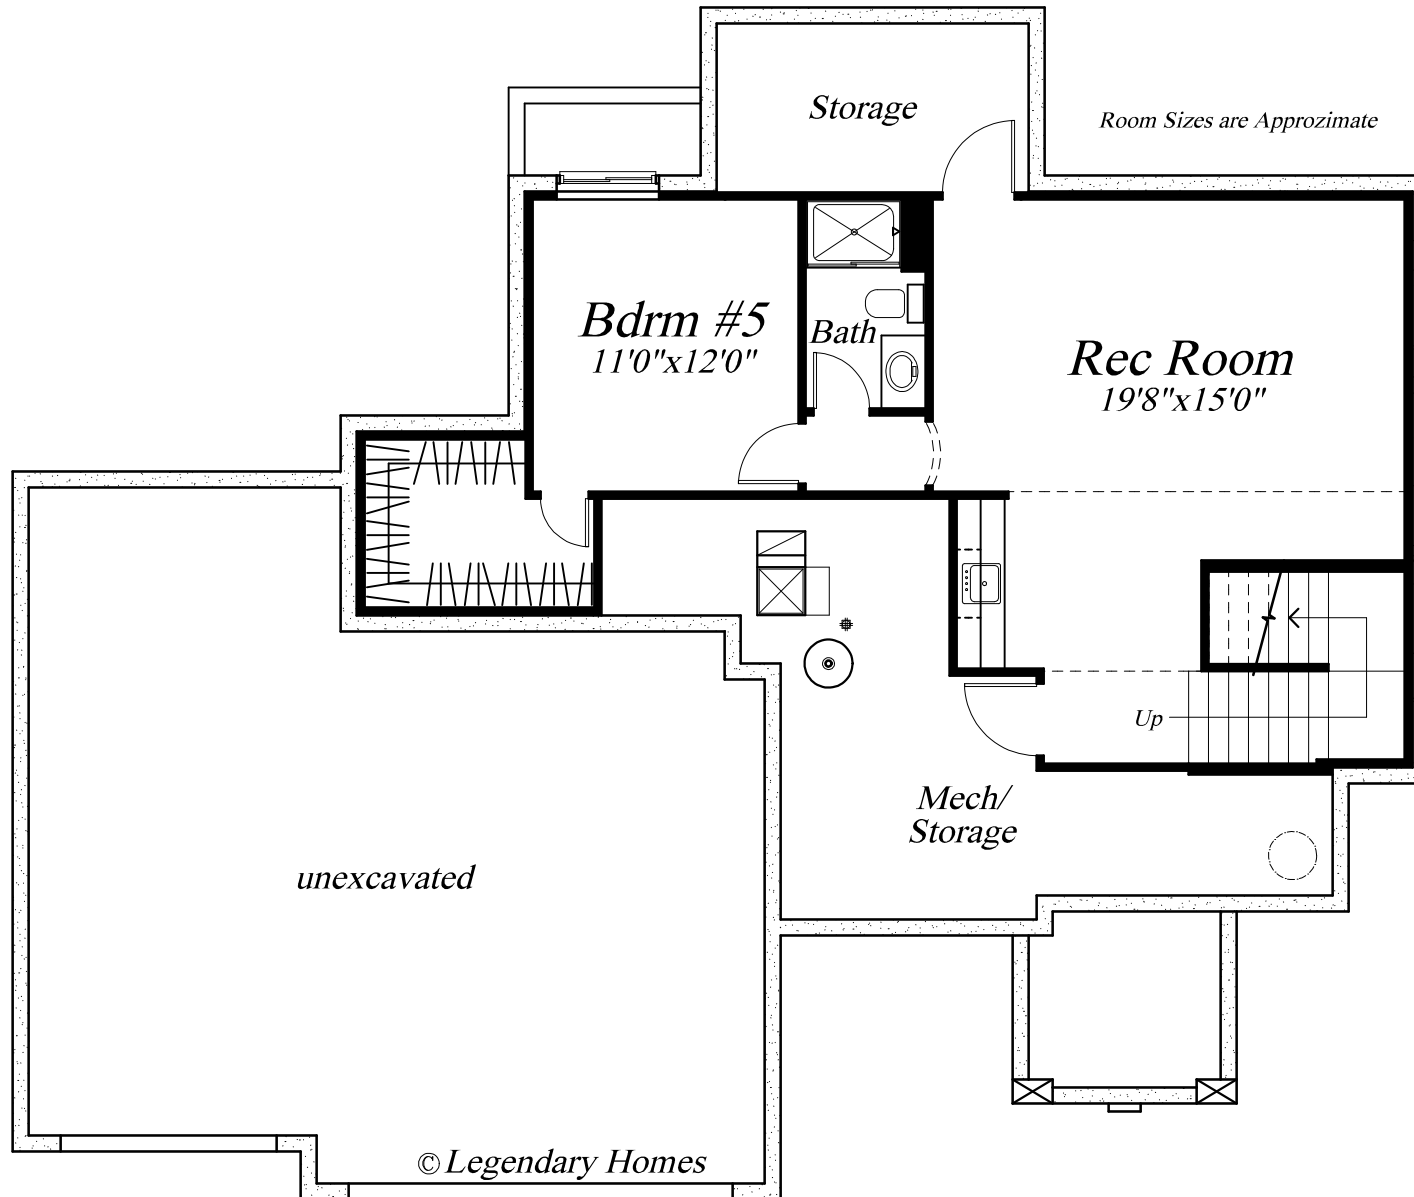 Storage
Room Sizes are Approzimate
Bdrm #5
11'0"x12'0"
Bath
Rec Room
19'8"x15'0"
Up
Mech/
Storage
unexcavated
© Legendary Homes